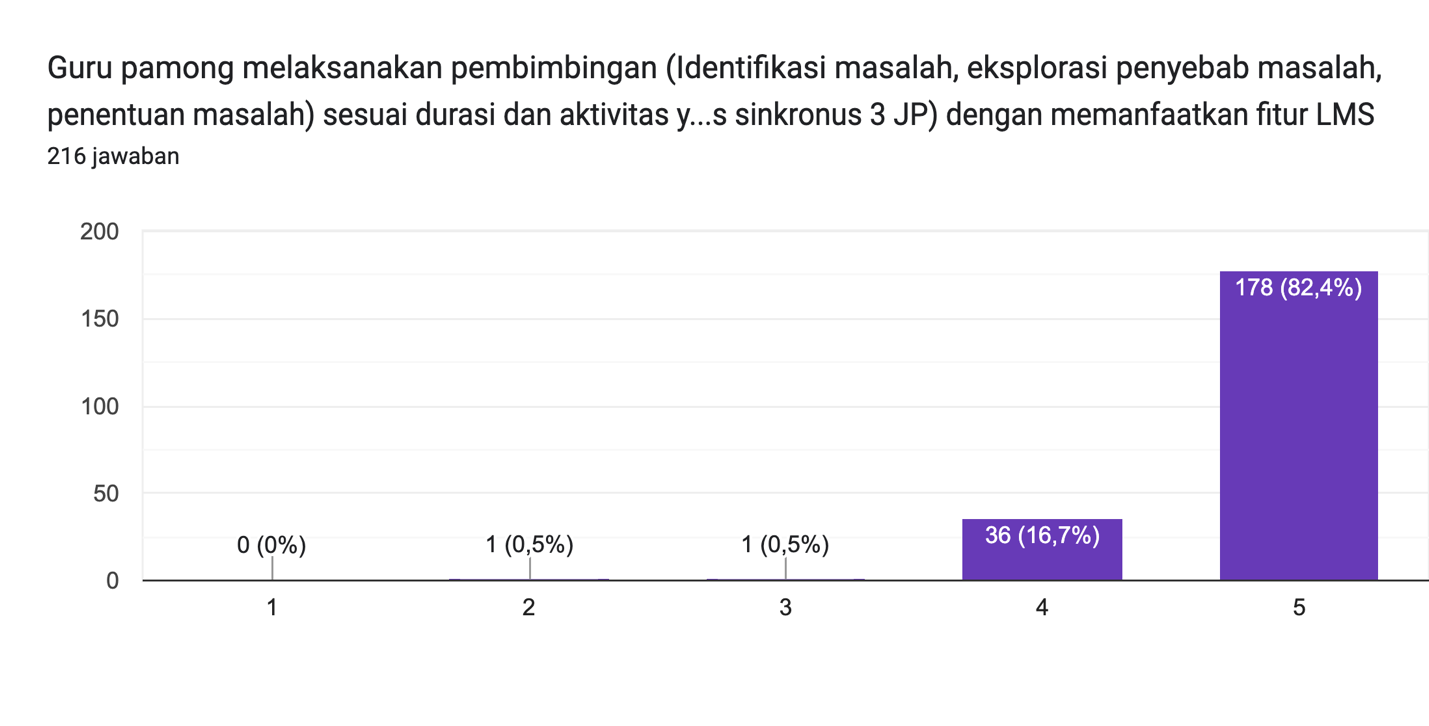 Guru pamong melaksanakan pembimbingan (Identifikasi masalah, eksplorasi penyebab masalah,
penentuan masalah) sesuai durasi dan aktivitas y...s sinkronus 3 JP) dengan memanfaatkan fitur LMS
216 jawaban
200
150
100
50
0
0 (0%)
1 (0,5%)
1 (0,5%)
36 (16,7%)
178 (82,4%)
1 2 3 4 5